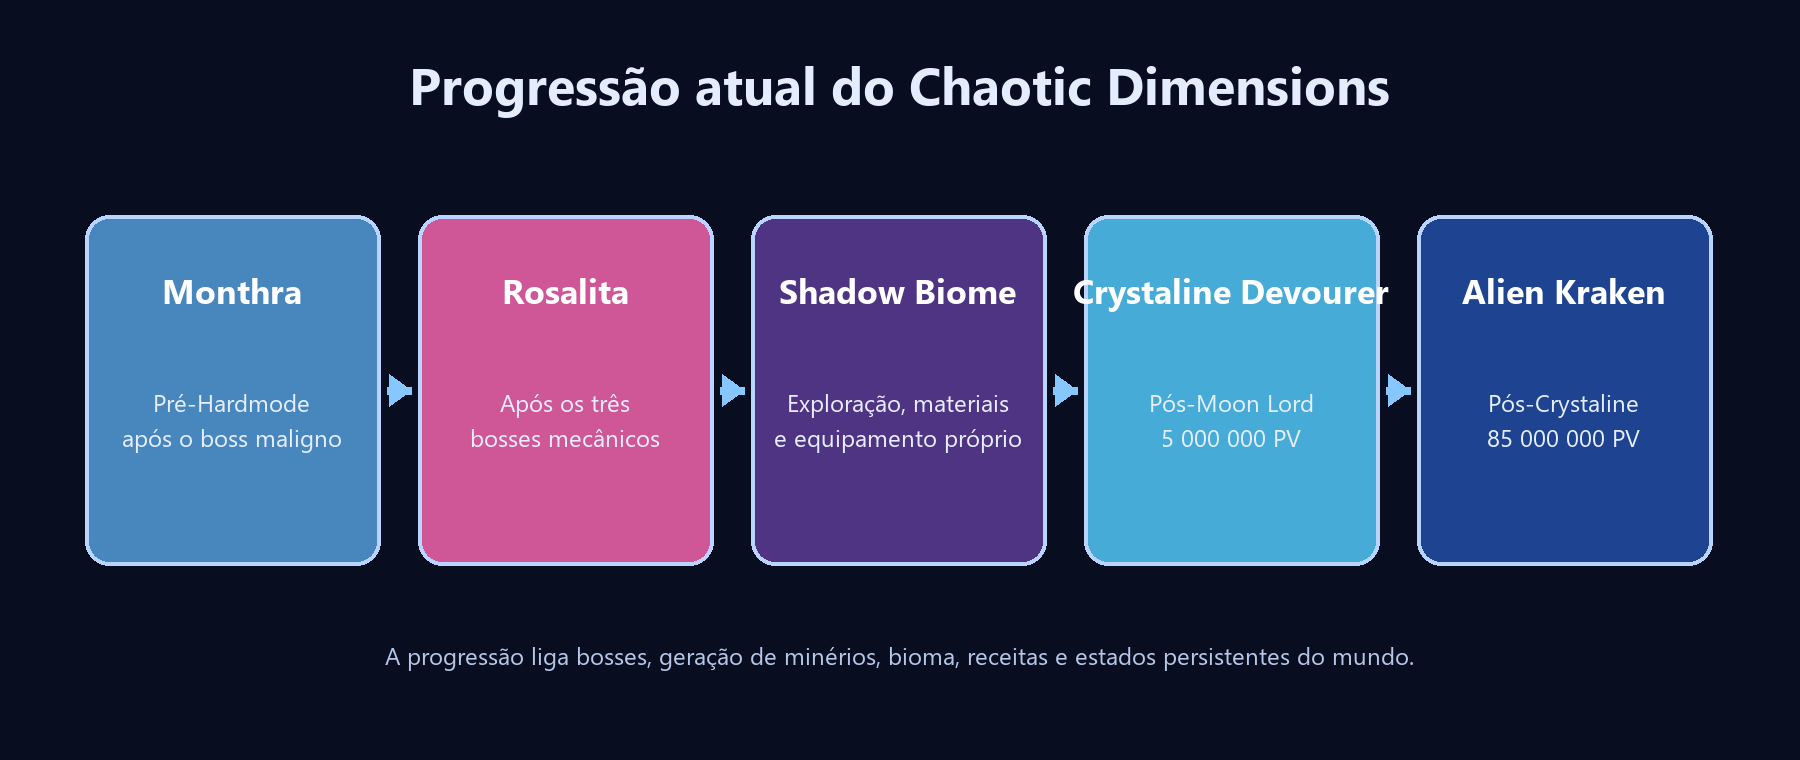 Progressão atual do Chaotic Dimensions
Monthra
Pré-Hardmode
após o boss maligno
Rosalita
Após os três
bosses mecânicos
Shadow Biome
Exploração, materiais
e equipamento próprio
Crystaline Devourer
Pós-Moon Lord
5 000 000 PV
Alien Kraken
Pós-Crystaline
85 000 000 PV
A progressão liga bosses, geração de minérios, bioma, receitas e estados persistentes do mundo.